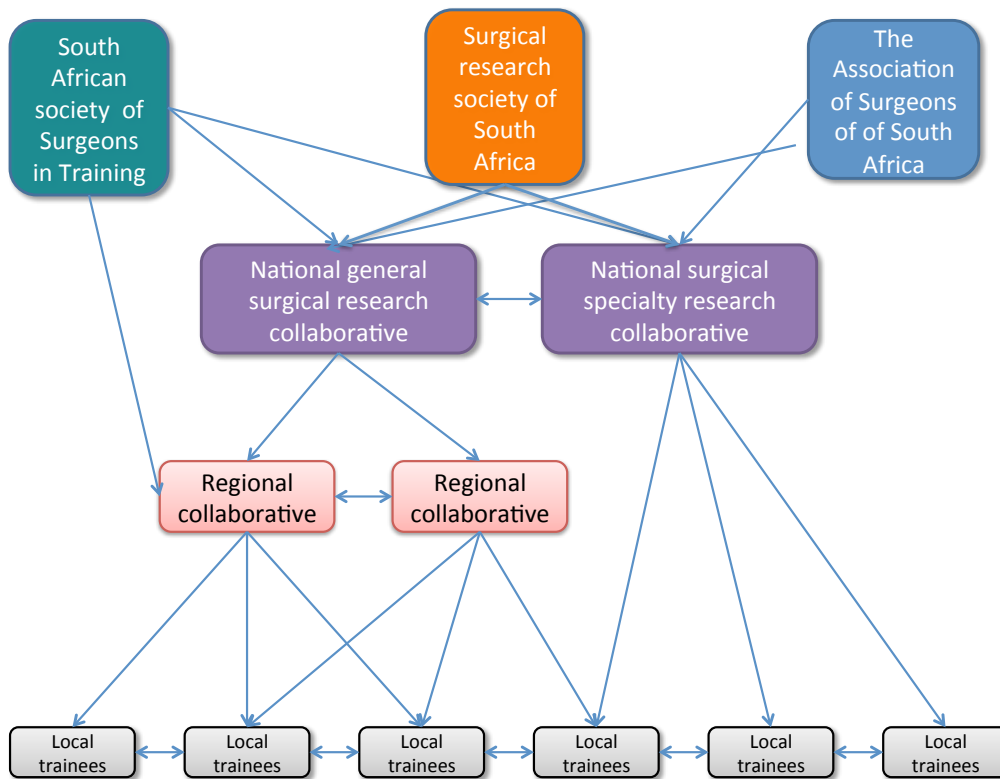 South
African
society of
Surgeons
in Training
Surgical
research
society of
South
Africa
The
Association
of Surgeons
of of South
Africa
National general
surgical research
collaborative
National surgical
specialty research
collaborative
Regional
collaborative
Regional
collaborative
Local
trainees
Local
trainees
Local
trainees
Local
trainees
Local
trainees
Local
trainees